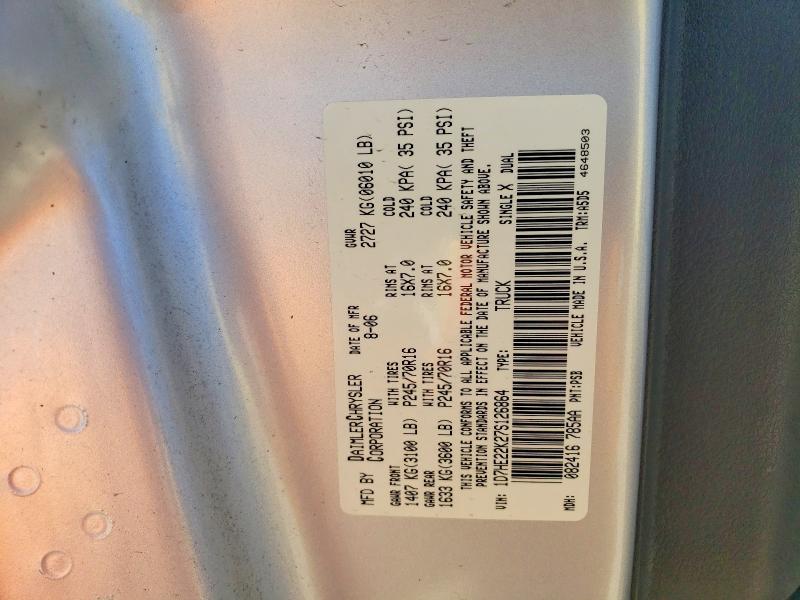 MFD BY DAIMLERCHRYSLER CORPORATION DATE OF MFR 8-06 GVWR 2727 KG(06010 LB)
GAWR FRONT WITH TIRES RIMS AT COLD
1407 KG(3100 LB) P245/70R16 16X7.0 240 KPA( 35 PSI)
GAWR REAR WITH TIRES RIMS AT COLD
1633 KG(3600 LB) P245/70R16 16X7.0 240 KPA( 35 PSI)
THIS VEHICLE CONFORMS TO ALL APPLICABLE FEDERAL MOTOR VEHICLE SAFETY AND THEFT
PREVENTION STANDARDS IN EFFECT ON THE DATE OF MANUFACTURE SHOWN ABOVE.
VIN: 1D7HE22K27S126864 TYPE: TRUCK SINGLE X DUAL
MDH: 082416 785AA PNT:PSB VEHICLE MADE IN U.S.A. TRM:ASD5 4648503